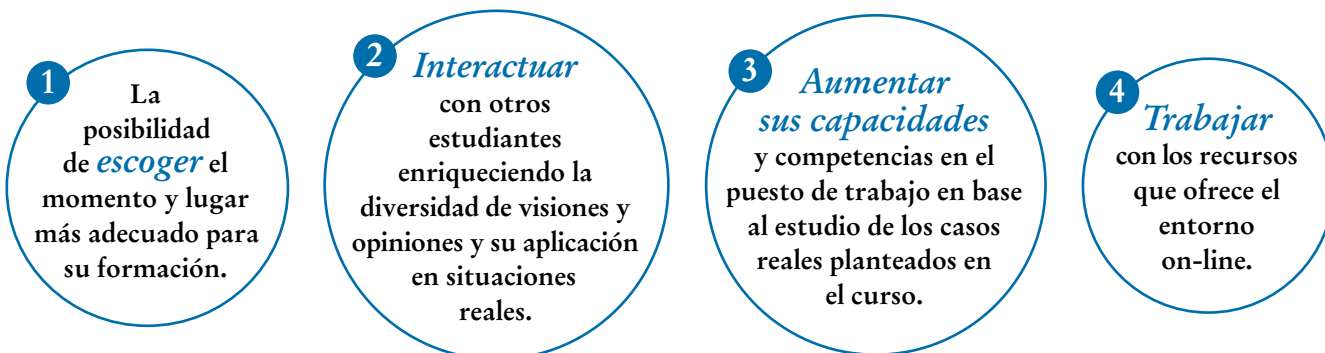 1
La
posibilidad
de escoger el
momento y lugar
más adecuado para
su formación.
2
Interactuar
con otros
estudiantes
enriqueciendo la
diversidad de visiones y
opiniones y su aplicación
en situaciones
reales.
3
Aumentar
sus capacidades
y competencias en el
puesto de trabajo en base
al estudio de los casos
reales planteados en
el curso.
4
Trabajar
con los recursos
que ofrece el
entorno
on-line.